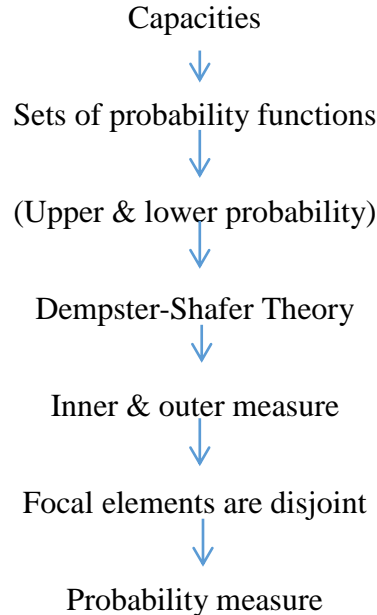 Capacities
Sets of probability functions
(Upper & lower probability)
Dempster-Shafer Theory
Inner & outer measure
Focal elements are disjoint
Probability measure